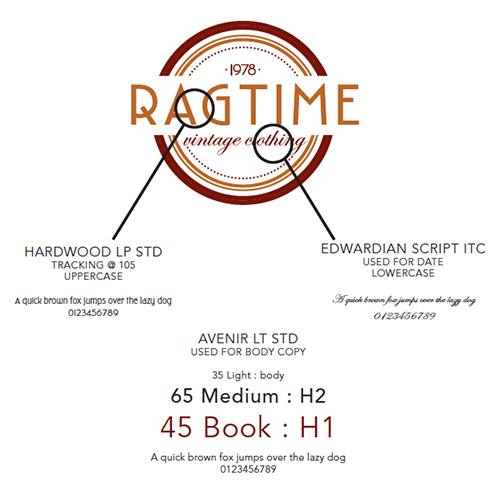 · 1978 ·
RAGTIME
vintage clothing
HARDWOOD LP STD
TRACKING @ 105
UPPERCASE
A quick brown fox jumps over the lazy dog
0123456789
EDWARDIAN SCRIPT ITC
USED FOR DATE
LOWERCASE
A quick brown fox jumps over the lazy dog
0123456789
AVENIR LT STD
USED FOR BODY COPY
35 Light : body
65 Medium : H2
45 Book : H1
A quick brown fox jumps over the lazy dog
0123456789